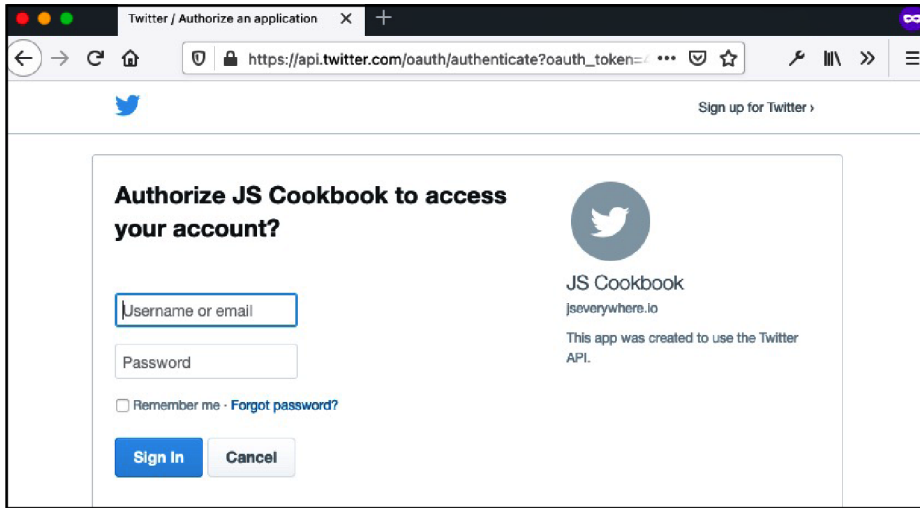 Twitter / Authorize an application
https://api.twitter.com/oauth/authenticate?oauth_token=
Sign up for Twitter ›
Authorize JS Cookbook to access
your account?
Username or email
Password
Remember me · Forgot password?
Sign In Cancel
JS Cookbook
jseverywhere.io
This app was created to use the Twitter
API.